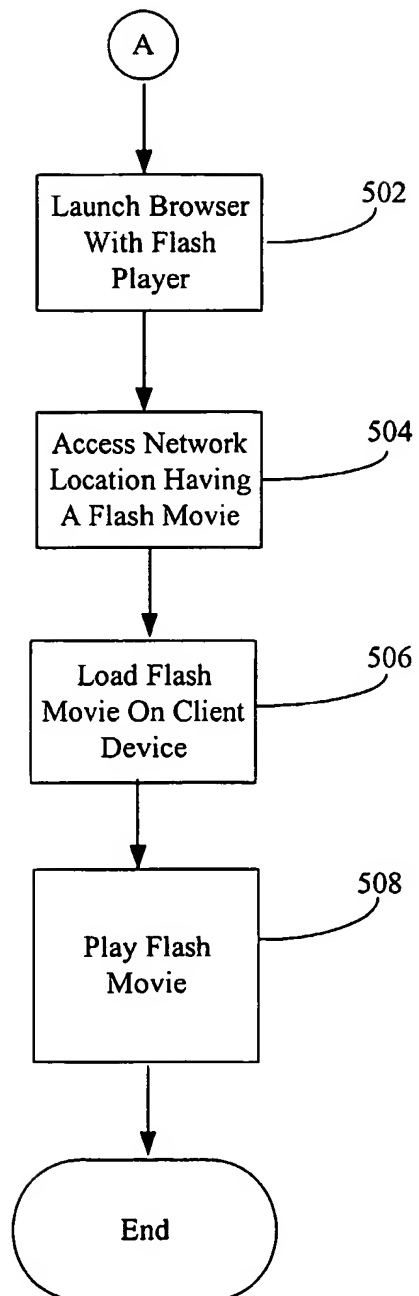 A
Launch Browser
With Flash
Player
502
Access Network
Location Having
A Flash Movie
504
Load Flash
Movie On Client
Device
506
Play Flash
Movie
508
End